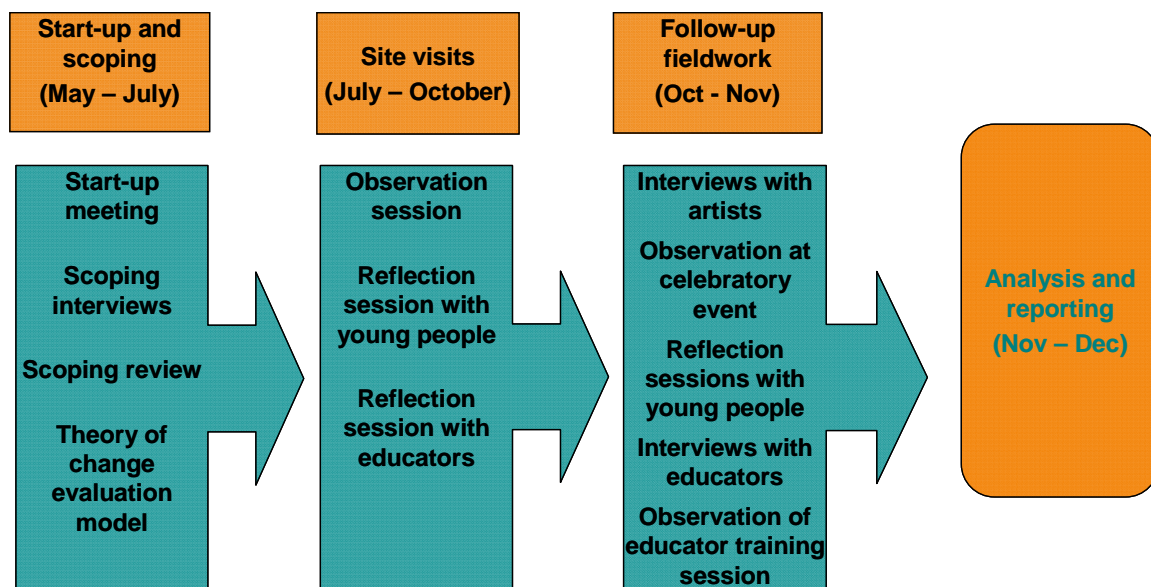 Start-up and
scoping
(May – July)
Site visits
(July – October)
Follow-up
fieldwork
(Oct - Nov)
Start-up
meeting
Scoping
interviews
Scoping review
Theory of
change
evaluation
model
Observation
session
Reflection
session with
young people
Reflection
session with
educators
Interviews with
artists
Observation at
celebratory
event
Reflection
sessions with
young people
Interviews with
educators
Observation of
educator training
session
Analysis and
reporting
(Nov – Dec)